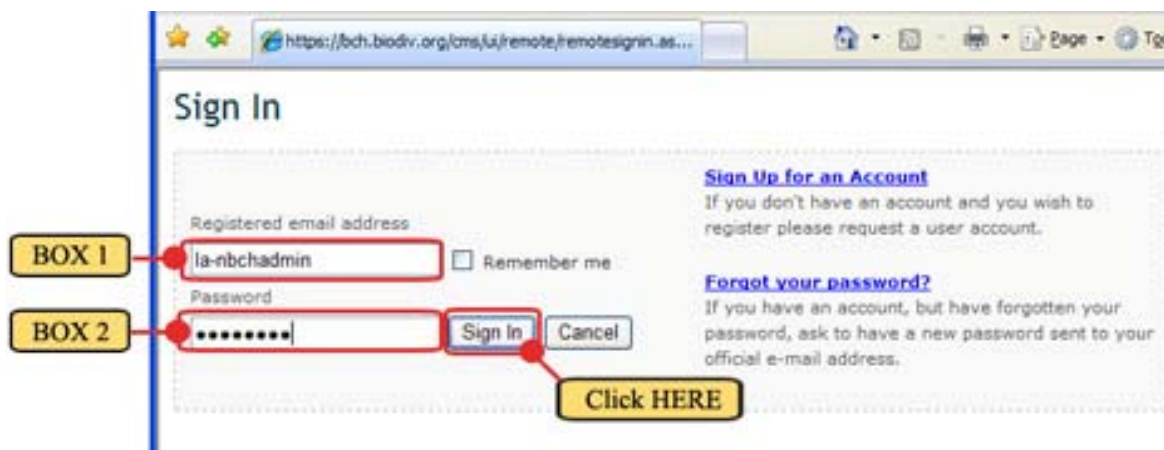 https://bch.biodiv.org/cms/ui/remote/remotesignin.as...
Page
Sign In
Sign Up for an Account
If you don't have an account and you wish to
register please request a user account.
Registered email address
BOX 1
la-nbchadmin
Remember me
Forgot your password?
If you have an account, but have forgotten your
password, ask to have a new password sent to your
official e-mail address.
Password
BOX 2
••••••••
Sign In
Cancel
Click HERE